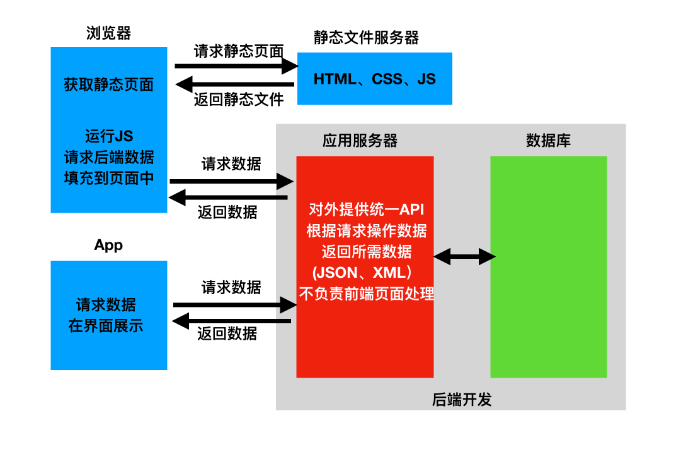 浏览器
获取静态页面
运行JS
请求后端数据
填充到页面中
请求静态页面
返回静态文件
静态文件服务器
HTML、CSS、JS
请求数据
返回数据
应用服务器
对外提供统一API
根据请求操作数据
返回所需数据
(JSON、XML）
不负责前端页面处理
数据库
App
请求数据
在界面展示
请求数据
返回数据
后端开发